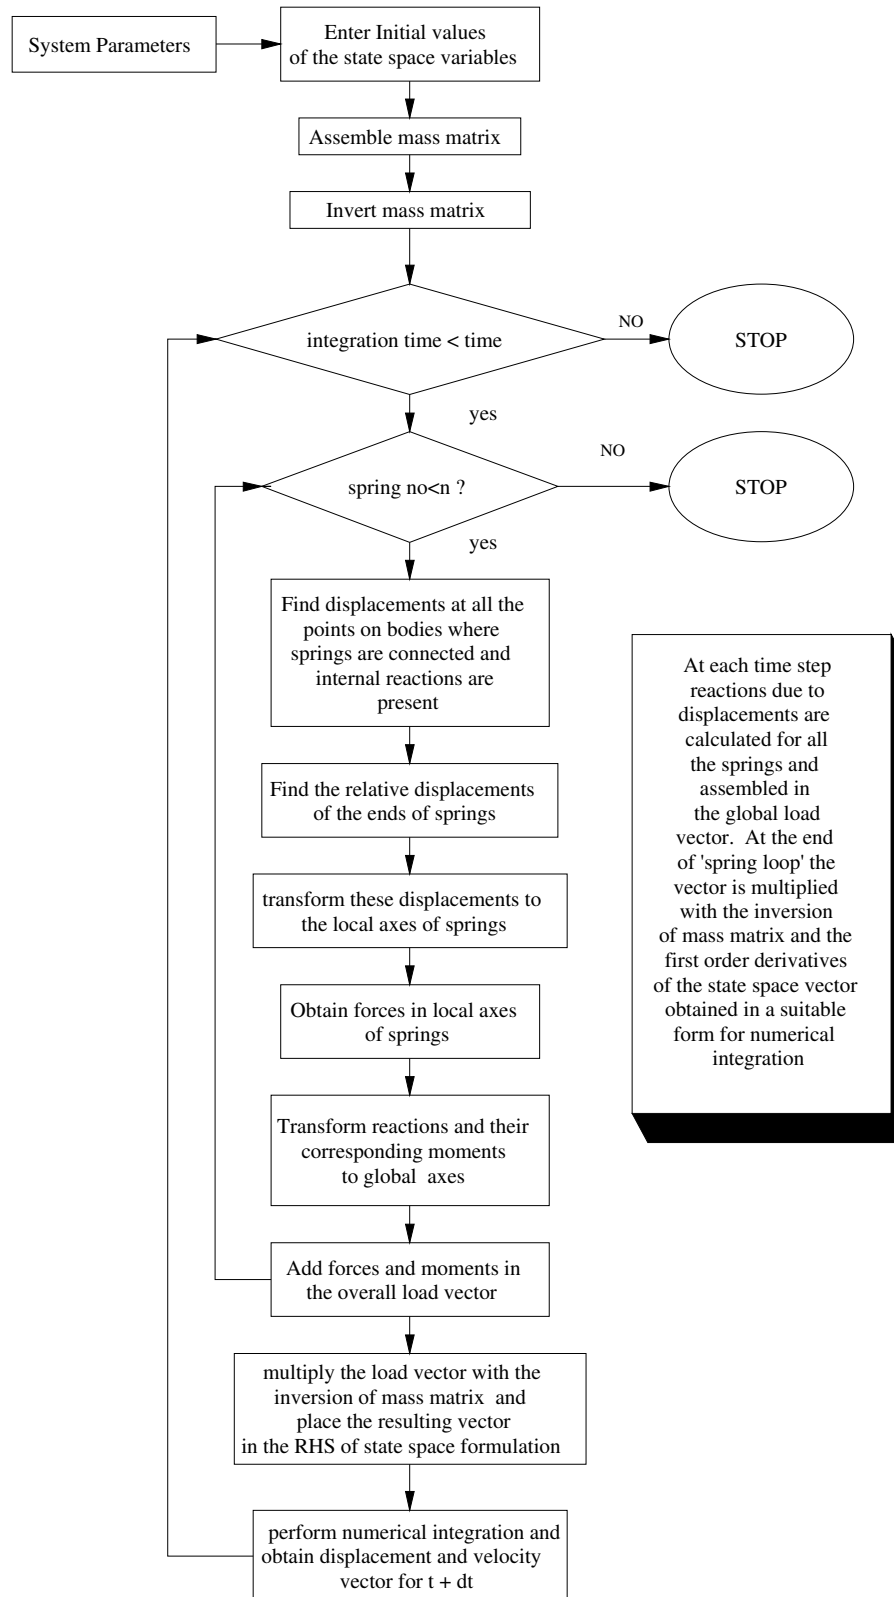 System Parameters
Enter Initial values
of the state space variables
Assemble mass matrix
Invert mass matrix
integration time < time
NO
STOP
yes
spring no<n ?
NO
STOP
yes
Find displacements at all the
points on bodies where
springs are connected and
internal reactions are
present
Find the relative displacements
of the ends of springs
transform these displacements to
the local axes of springs
Obtain forces in local axes
of springs
Transform reactions and their
corresponding moments
to global axes
Add forces and moments in
the overall load vector
multiply the load vector with the
inversion of mass matrix and
place the resulting vector
in the RHS of state space formulation
perform numerical integration and
obtain displacement and velocity
vector for t + dt
At each time step
reactions due to
displacements are
calculated for all
the springs and
assembled in
the global load
vector. At the end
of 'spring loop' the
vector is multiplied
with the inversion
of mass matrix and the
first order derivatives
of the state space vector
obtained in a suitable
form for numerical
integration